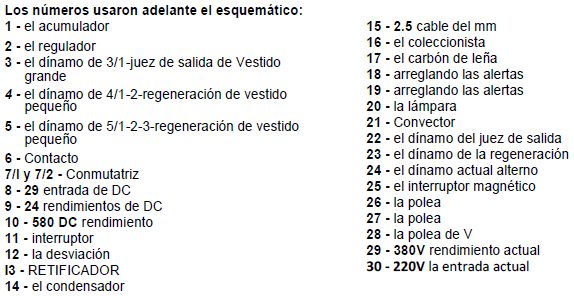 Los números usaron adelante el esquemático:
1 - el acumulador
2 - el regulador
3 - el dínamo de 3/1-juez de salida de Vestido
grande
4 - el dínamo de 4/1-2-regeneración de vestido
pequeño
5 - el dínamo de 5/1-2-3-regeneración de vestido
pequeño
6 - Contacto
7/I y 7/2 - Conmutatriz
8 - 29 entrada de DC
9 - 24 rendimientos de DC
10 - 580 DC rendimiento
11 - interruptor
12 - la desviación
I3 - RETIFICADOR
14 - el condensador
15 - 2.5 cable del mm
16 - el coleccionista
17 - el carbón de leña
18 - arreglando las alertas
19 - arreglando las alertas
20 - la lámpara
21 - Convector
22 - el dínamo del juez de salida
23 - el dínamo de la regeneración
24 - el dínamo actual alterno
25 - el interruptor magnético
26 - la polea
27 - la polea
28 - la polea de V
29 - 380V rendimiento actual
30 - 220V la entrada actual